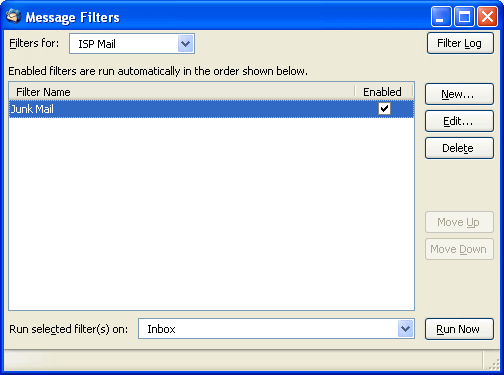 Message Filters
Filters for: ISP Mail Filter Log
Enabled filters are run automatically in the order shown below.
Filter Name Enabled
Junk Mail
New...
Edit...
Delete
Move Up
Move Down
Run selected filter(s) on: Inbox Run Now